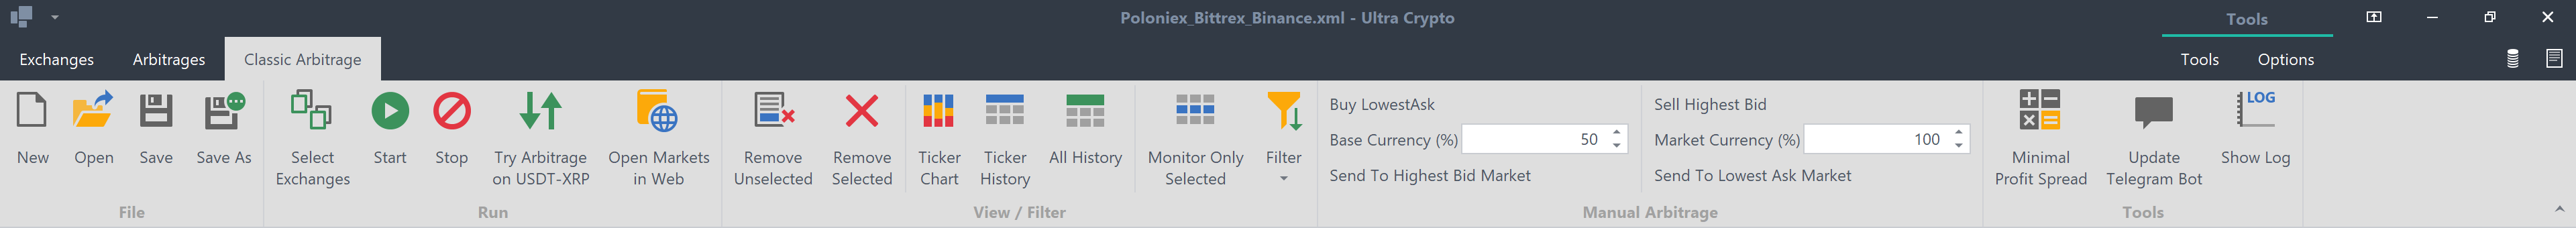 Poloniex_Bittrex_Binance.xml - Ultra Crypto
Tools
Exchanges
Arbitrages
Classic Arbitrage
Tools
Options
New
Open
Save
Save As
File
Select
Exchanges
Start
Stop
Try Arbitrage
on USDT-XRP
Open Markets
in Web
Run
Remove
Unselected
Remove
Selected
Ticker
Chart
Ticker
History
All History
Monitor Only
Selected
Filter
View / Filter
Buy LowestAsk
Base Currency (%) 50
Send To Highest Bid Market
Sell Highest Bid
Market Currency (%) 100
Send To Lowest Ask Market
Manual Arbitrage
Minimal
Profit Spread
Update
Telegram Bot
LOG
Show Log
Tools